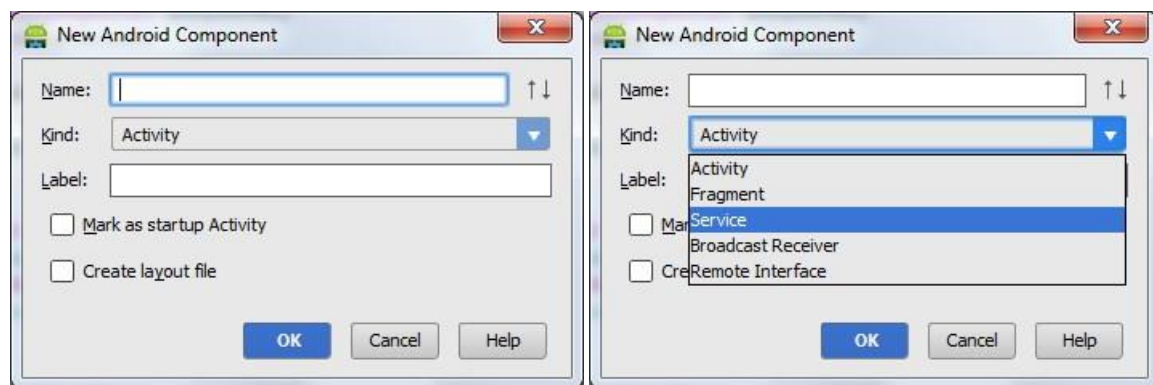 New Android Component
Name:
Kind: Activity
Label:
Mark as startup Activity
Create layout file
OK Cancel Help
New Android Component
Name:
Kind: Activity
Activity
Label:
Fragment
Mar
Service
Broadcast Receiver
Cre
Remote Interface
OK Cancel Help